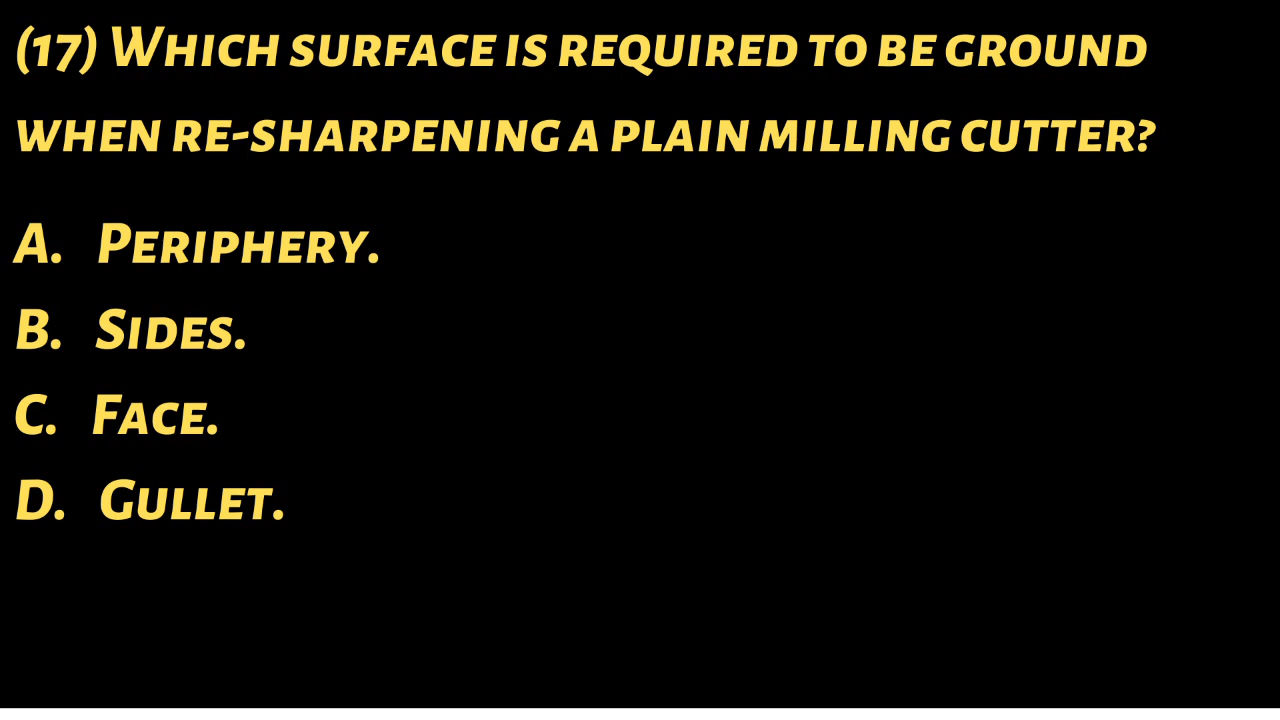 (17) Which surface is required to be ground
when re-sharpening a plain milling cutter?
A. Periphery.
B. Sides.
C. Face.
D. Gullet.